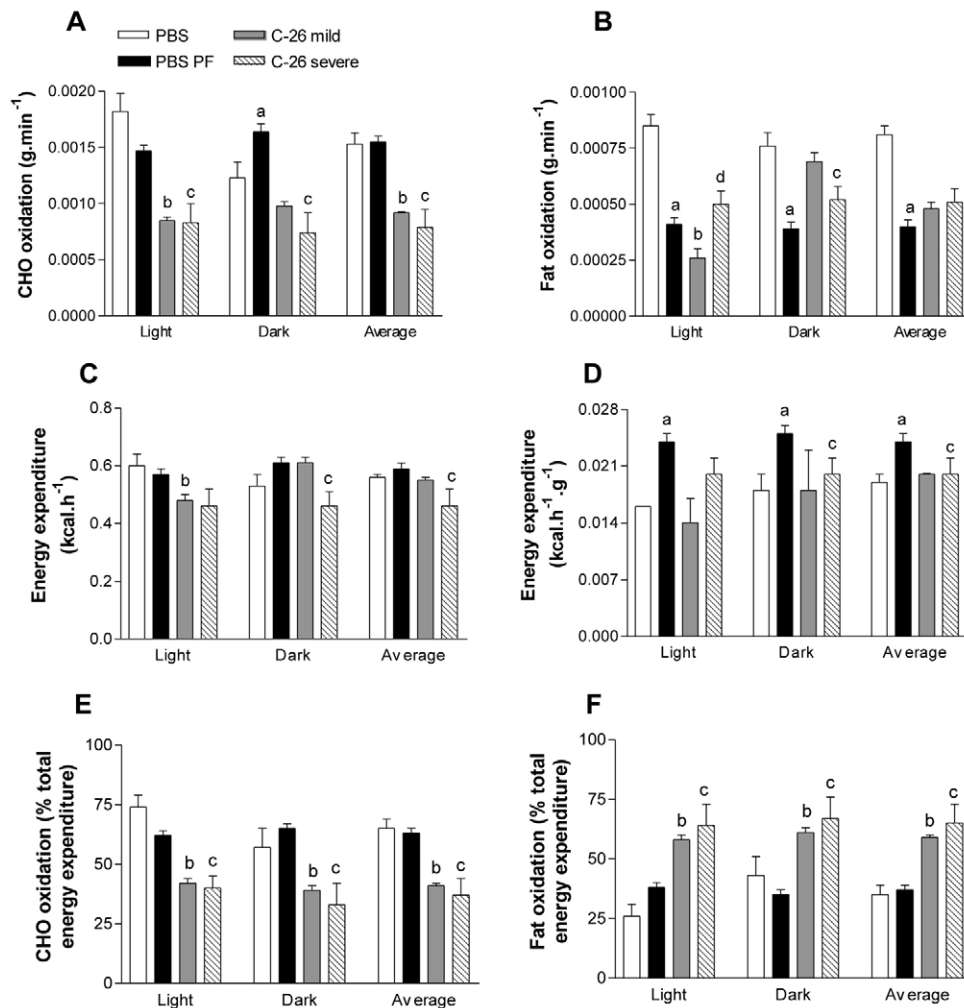 A
PBS
C-26 mild
PBS PF
C-26 severe
CHO oxidation (g.min⁻¹)
0.0020
0.0015
0.0010
0.0005
0.0000
a
b
c
c
b
c
Light
Dark
Average
B
Fat oxidation (g.min⁻¹)
0.00100
0.00075
0.00050
0.00025
0.00000
a
b
d
a
c
a
Light
Dark
Average
C
Energy expenditure
(kcal.h⁻¹)
0.8
0.6
0.4
0.2
0.0
b
c
c
Light
Dark
Average
D
Energy expenditure
(kcal.h⁻¹.g⁻¹)
0.028
0.021
0.014
0.007
0.000
a
a
c
a
c
Light
Dark
Average
E
CHO oxidation (% total
energy expenditure)
100
75
50
25
0
b
c
b
c
b
c
Light
Dark
Average
F
Fat oxidation (% total
energy expenditure)
100
75
50
25
0
b
c
b
c
b
c
Light
Dark
Average